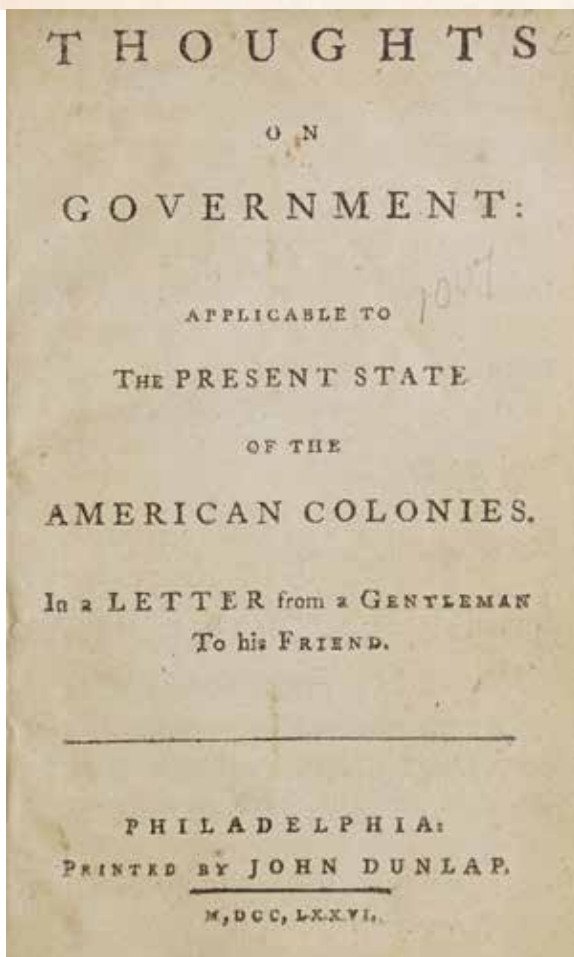 THOUGHTS
ON
GOVERNMENT:
APPLICABLE TO
THE PRESENT STATE
OF THE
AMERICAN COLONIES.
In a LETTER from a GENTLEMAN
To his FRIEND.
PHILADELPHIA:
PRINTED BY JOHN DUNLAP.
M,DCC,LXXVI.